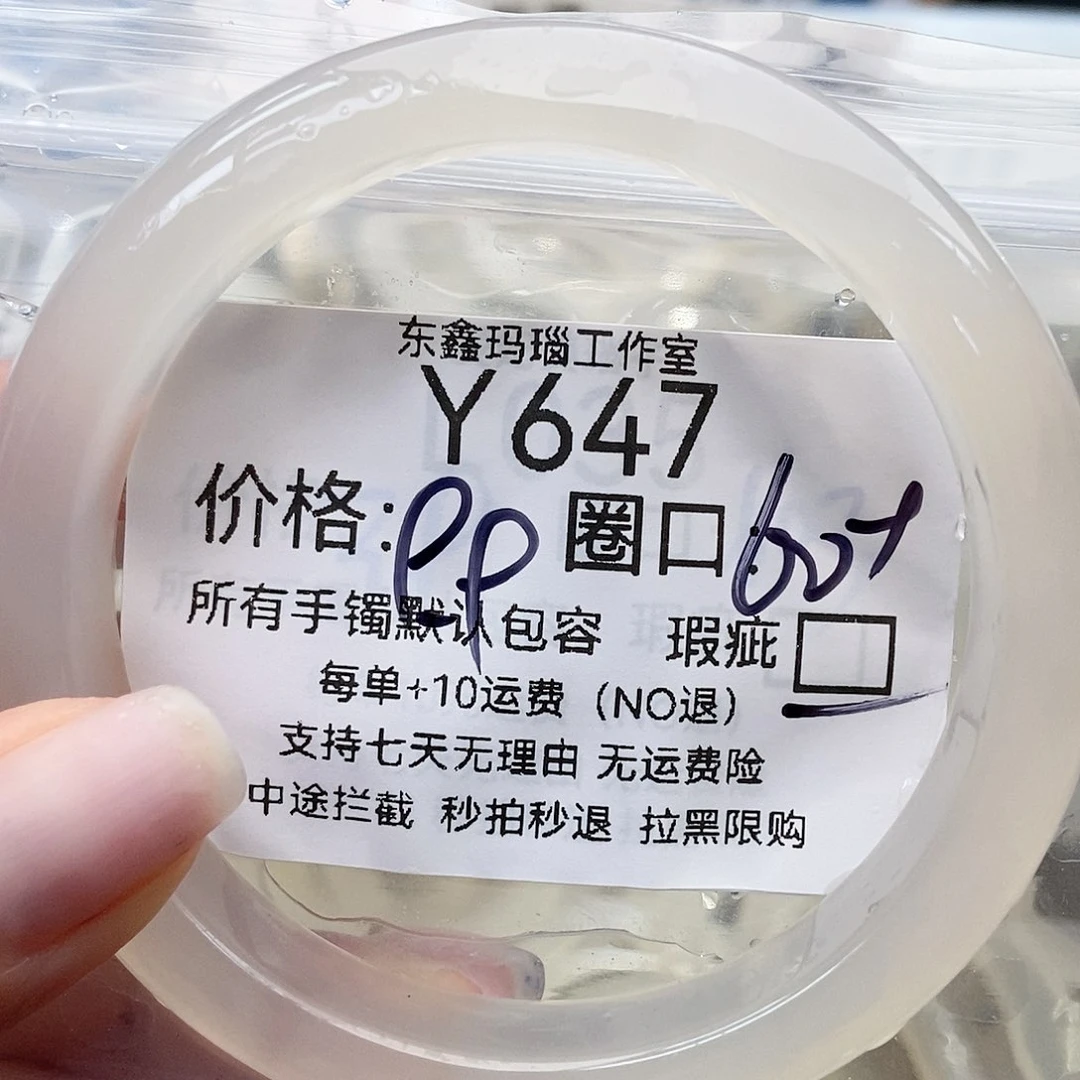 东鑫玛瑙工作室
Y647
价格: 圈口:60+
所有手镯默认包容 瑕疵
每单+10运费（NO退）
支持七天无理由 无运费险
中途拦截 秒拍秒退 拉黑限购